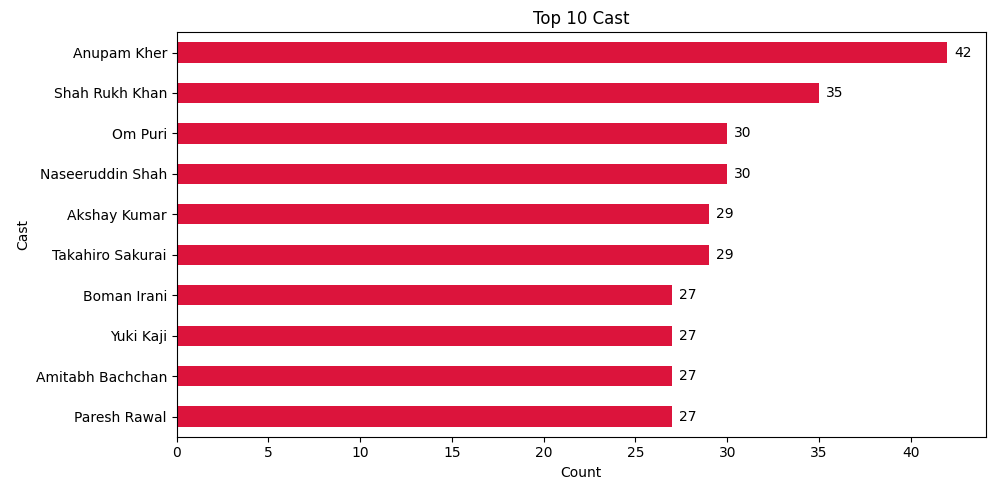 Top 10 Cast
Cast
Anupam Kher 42
Shah Rukh Khan 35
Om Puri 30
Naseeruddin Shah 30
Akshay Kumar 29
Takahiro Sakurai 29
Boman Irani 27
Yuki Kaji 27
Amitabh Bachchan 27
Paresh Rawal 27
0 5 10 15 20 25 30 35 40
Count